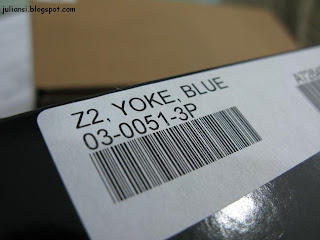 juliansi.blogspot.com
Z2, YOKE, BLUE
03-0051-3P